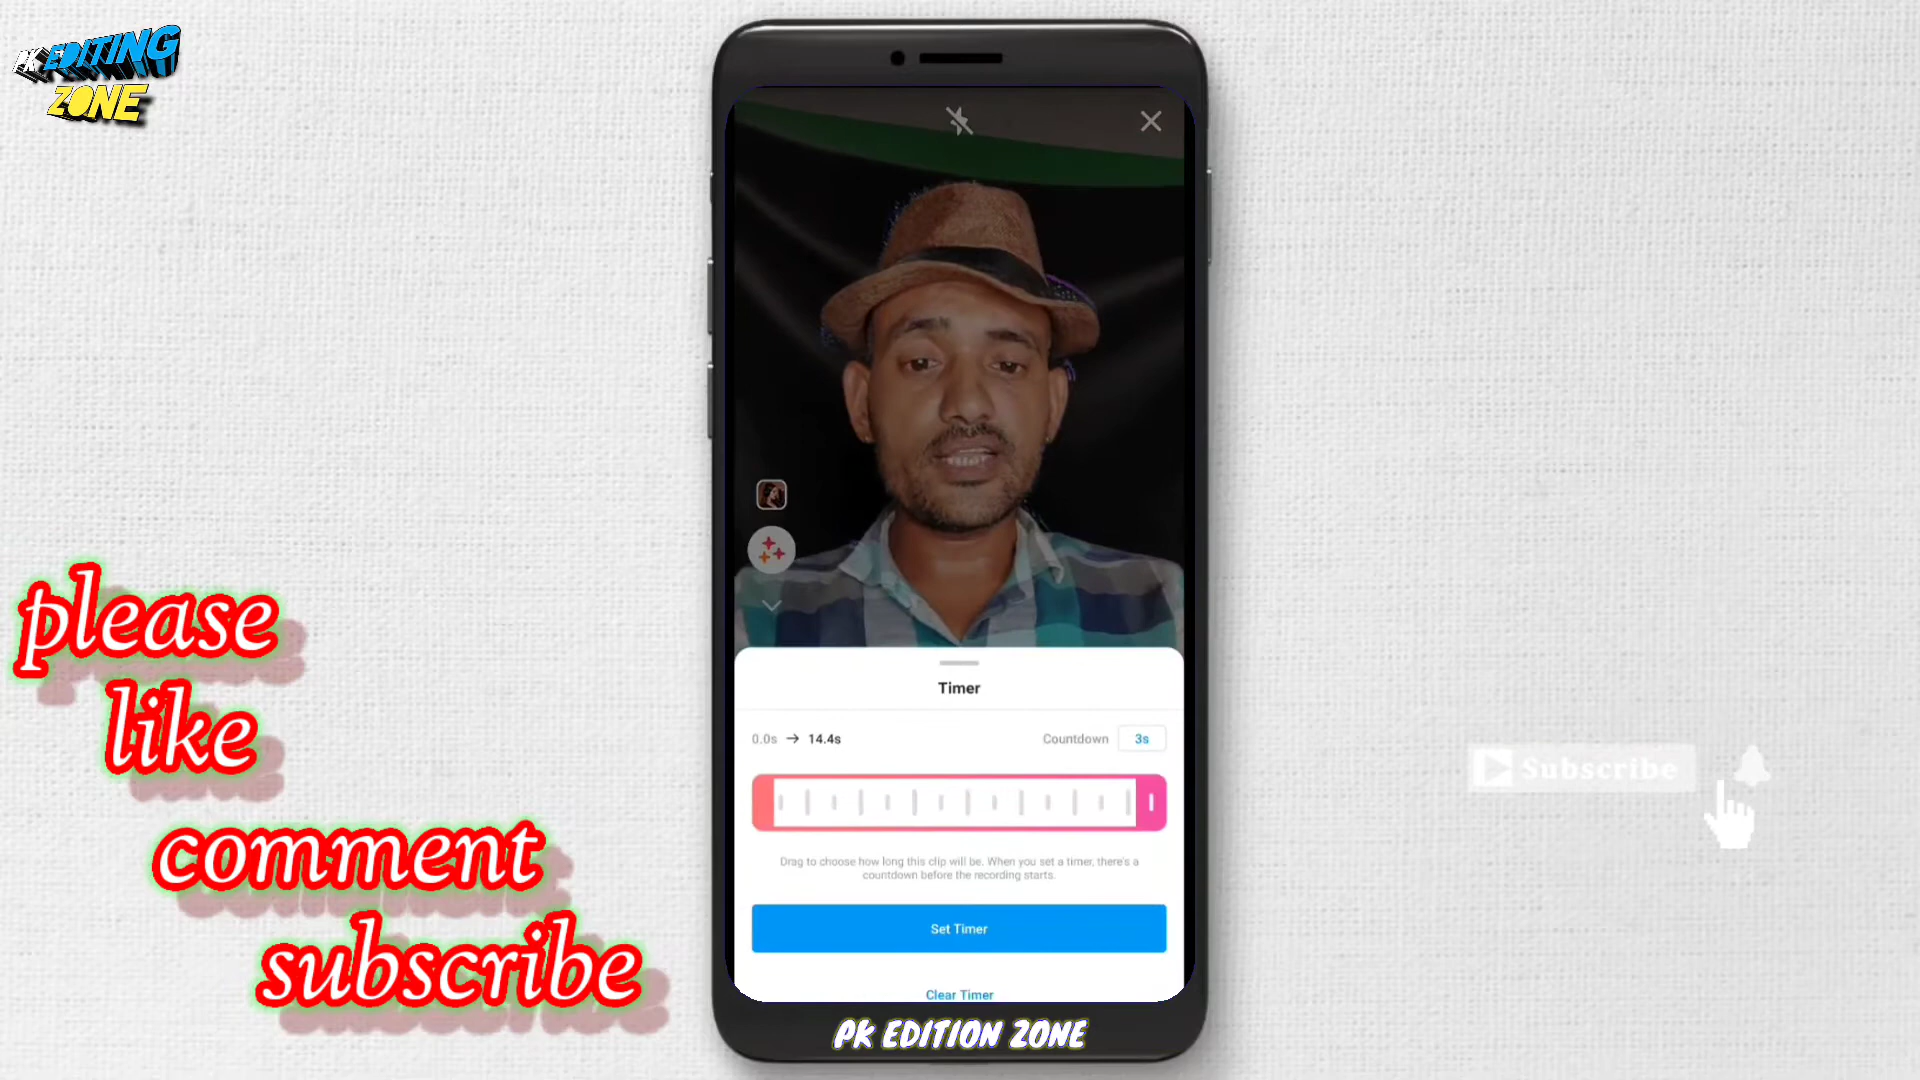 PK EDITING
ZONE
Timer
0.0s → 14.4s
Countdown 3s
Drag to choose how long this clip will be. When you set a timer, there's a
countdown before the recording starts.
Set Timer
Clear Timer
PK EDITION ZONE
please
like
comment
subscribe
Subscribe